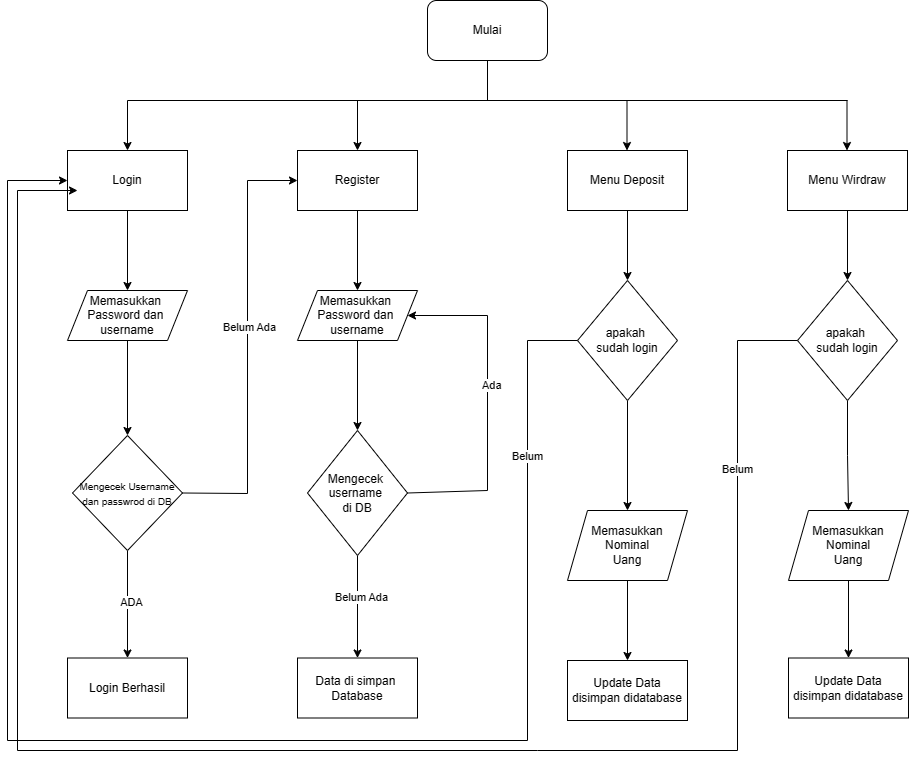 Mulai
Login
Register
Menu Deposit
Menu Wirdraw
Memasukkan
Password dan
username
Memasukkan
Password dan
username
Belum Ada
apakah
sudah login
apakah
sudah login
Ada
Belum
Belum
Mengecek Username
dan passwrod di DB
Mengecek
username
di DB
Memasukkan
Nominal
Uang
Memasukkan
Nominal
Uang
ADA
Belum Ada
Login Berhasil
Data di simpan
Database
Update Data
disimpan didatabase
Update Data
disimpan didatabase